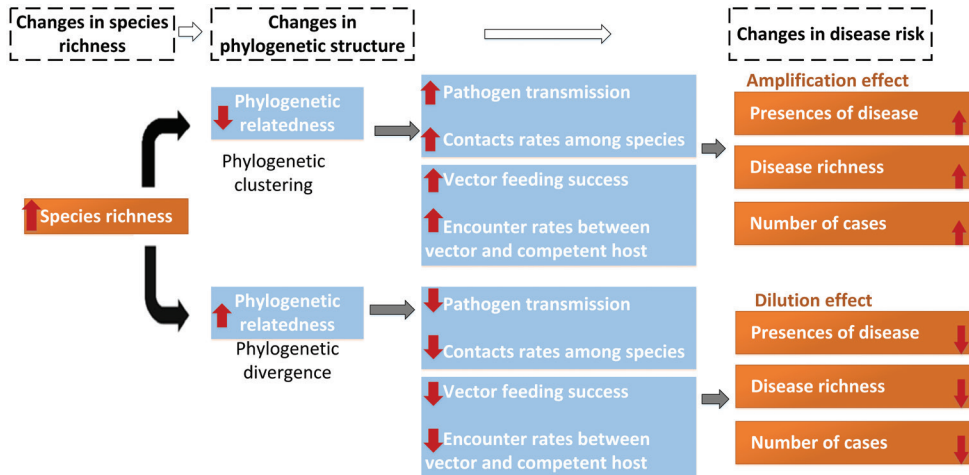 Changes in species
richness
Changes in
phylogenetic structure
Changes in disease risk
Species richness
Phylogenetic
relatedness
Phylogenetic
clustering
Pathogen transmission
Contacts rates among species
Vector feeding success
Encounter rates between
vector and competent host
Amplification effect
Presences of disease
Disease richness
Number of cases
Phylogenetic
relatedness
Phylogenetic
divergence
Pathogen transmission
Contacts rates among species
Vector feeding success
Encounter rates between
vector and competent host
Dilution effect
Presences of disease
Disease richness
Number of cases